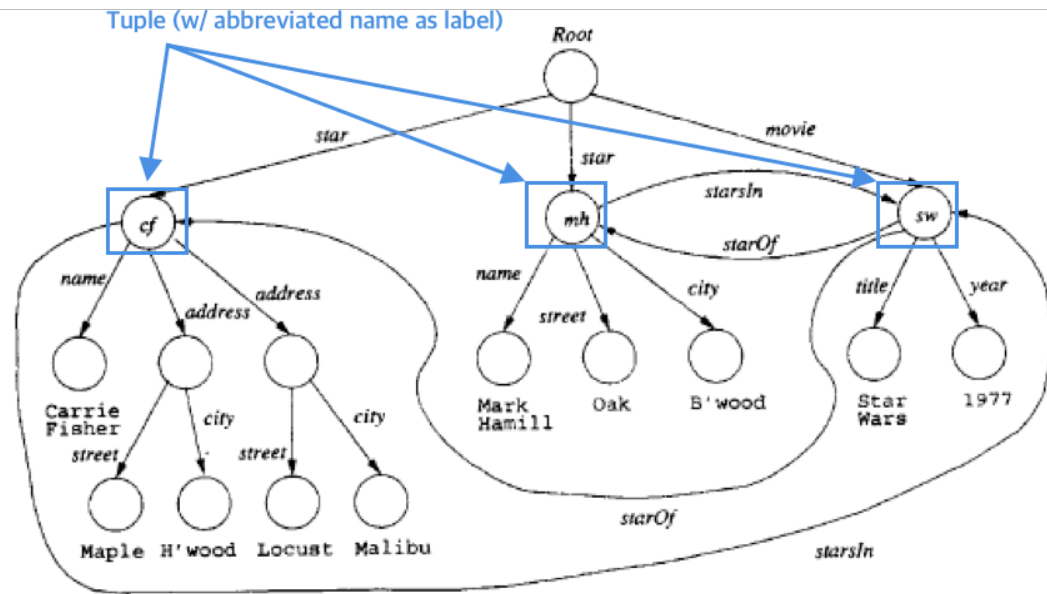 Tuple (w/ abbreviated name as label)
Root
star
star
movie
cf
mh
sw
starsIn
starOf
name
address
address
name
street
city
title
year
Carrie
Fisher
Mark
Hamill
Oak
B'wood
Star
Wars
1977
street
city
street
city
Maple
H'wood
Locust
Malibu
starOf
starsIn